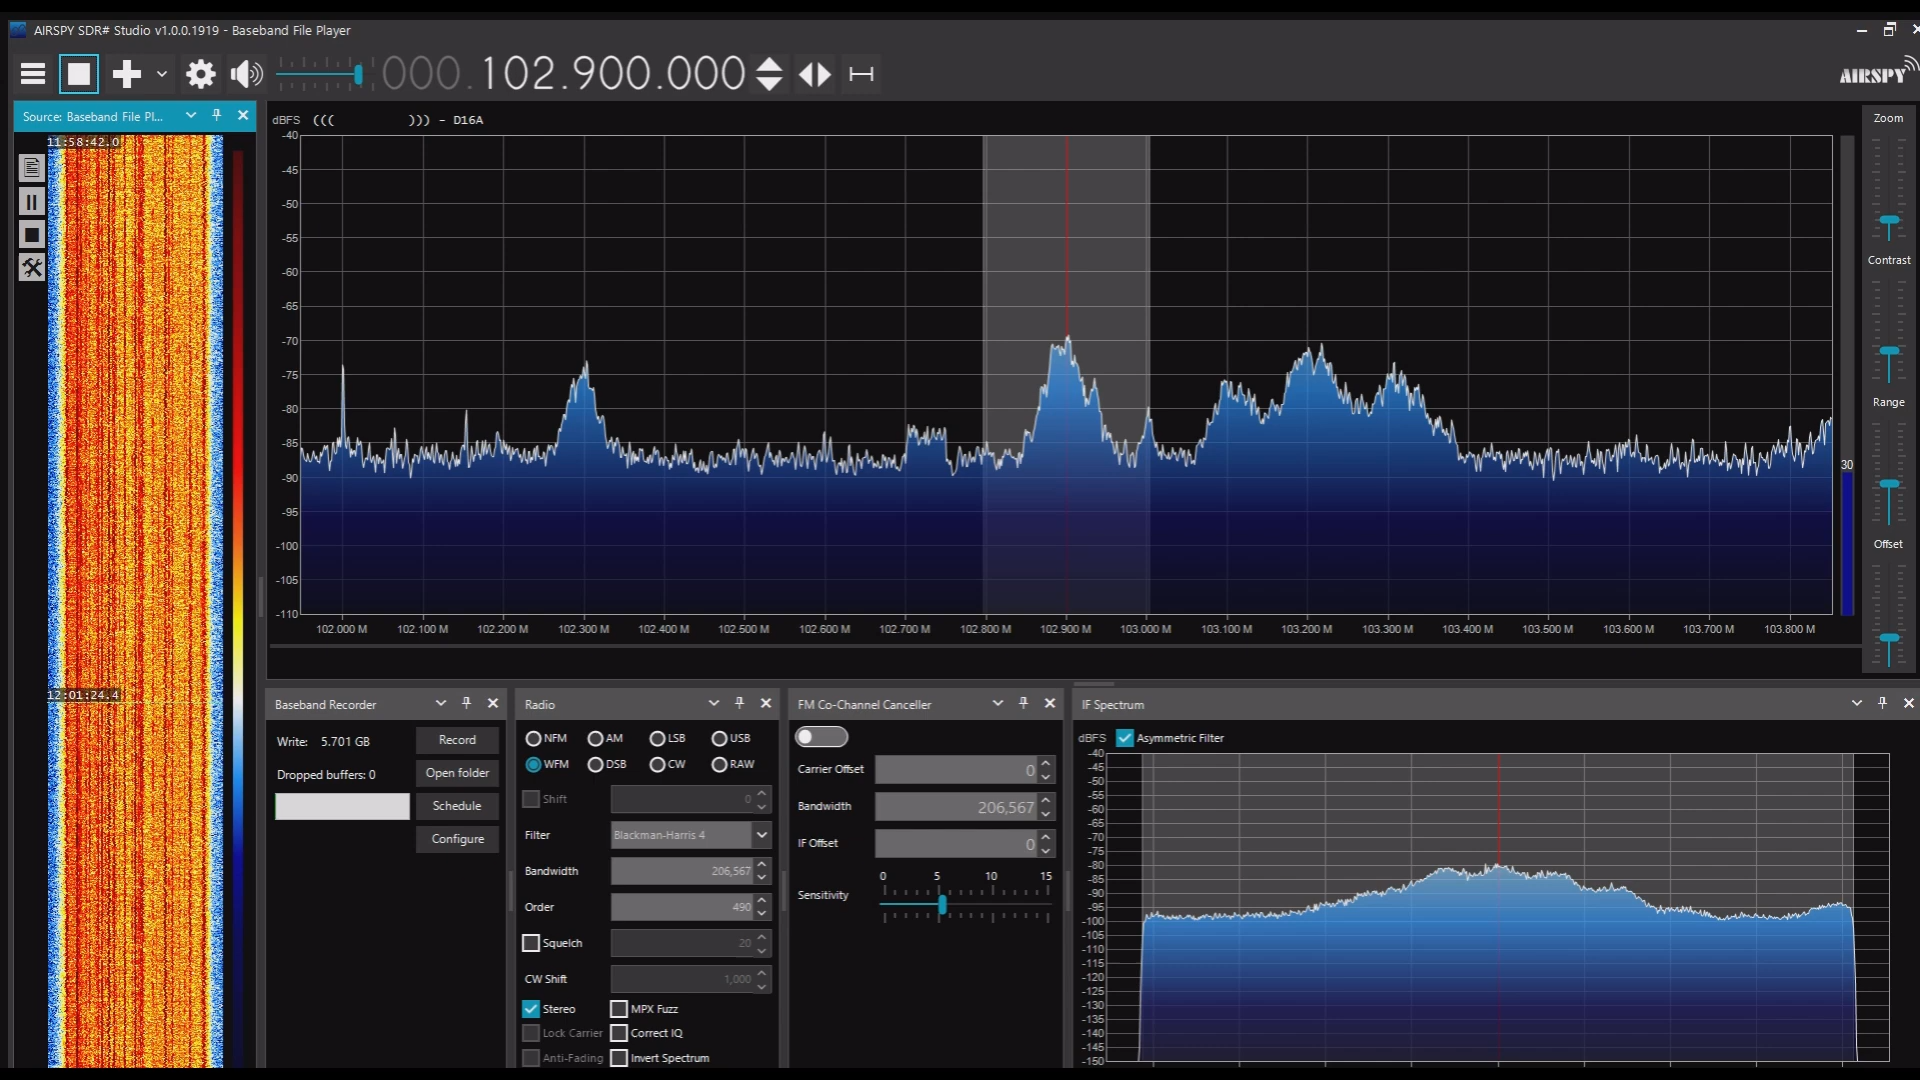 AIRSPY SDR# Studio v1.0.0.1919 - Baseband File Player
000.102.900.000
AIRSPY
Source: Baseband File Pl...
11:58:42.0
12:01:24.4
dBFS ((( ))) - D16A
-40
-45
-50
-55
-60
-65
-70
-75
-80
-85
-90
-95
-100
-105
-110
102.000 M 102.100 M 102.200 M 102.300 M 102.400 M 102.500 M 102.600 M 102.700 M 102.800 M 102.900 M 103.000 M 103.100 M 103.200 M 103.300 M 103.400 M 103.500 M 103.600 M 103.700 M 103.800 M
30
Zoom
Contrast
Range
Offset
Baseband Recorder
Write: 5.701 GB
Record
Dropped buffers: 0
Open folder
Schedule
Configure
Radio
NFM AM LSB USB
WFM DSB CW RAW
Shift 0
Filter Blackman-Harris 4
Bandwidth 206,567
Order 490
Squelch 20
CW Shift 1,000
Stereo MPX Fuzz
Lock Carrier Correct IQ
Anti-Fading Invert Spectrum
FM Co-Channel Canceller
Carrier Offset 0
Bandwidth 206,567
IF Offset 0
0 5 10 15
Sensitivity
IF Spectrum
dBFS Asymmetric Filter
-40
-45
-50
-55
-60
-65
-70
-75
-80
-85
-90
-95
-100
-105
-110
-115
-120
-125
-130
-135
-140
-145
-150